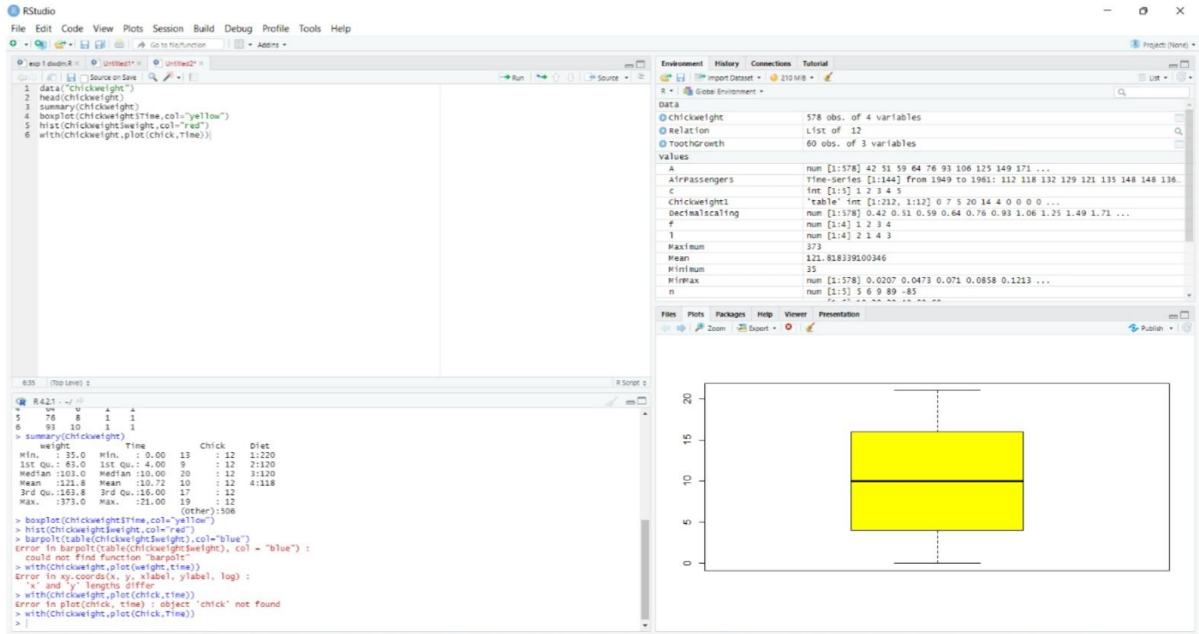 RStudio
File Edit Code View Plots Session Build Debug Profile Tools Help
Go to file/function Addins
Project: (None)
exp 1 dwdm.R Untitled1* Untitled2*
Source on Save Run Source
1 data("ChickWeight")
2 head(ChickWeight)
3 summary(ChickWeight)
4 boxplot(ChickWeight$Time,col="yellow")
5 hist(ChickWeight$weight,col="red")
6 with(ChickWeight,plot(Chick,Time))
6:35 (Top Level) R Script
R 4.2.1 · ~/
5 76 8 1 1
6 93 10 1 1
> summary(ChickWeight)
weight Time Chick Diet
Min. : 35.0 Min. : 0.00 13 : 12 1:220
1st Qu.: 63.0 1st Qu.: 4.00 9 : 12 2:120
Median :103.0 Median :10.00 20 : 12 3:120
Mean :121.8 Mean :10.72 10 : 12 4:118
3rd Qu.:163.8 3rd Qu.:16.00 17 : 12
Max. :373.0 Max. :21.00 19 : 12
(Other):506
> boxplot(ChickWeight$Time,col="yellow")
> hist(ChickWeight$weight,col="red")
> barpolt(table(ChickWeight$weight),col="blue")
Error in barpolt(table(ChickWeight$weight), col = "blue") :
could not find function "barpolt"
> with(ChickWeight,plot(weight,time))
Error in xy.coords(x, y, xlabel, ylabel, log) :
'x' and 'y' lengths differ
> with(ChickWeight,plot(chick,time))
Error in plot(chick, time) : object 'chick' not found
> with(ChickWeight,plot(Chick,Time))
>
Environment History Connections Tutorial
Import Dataset 210 MiB List
R Global Environment
Data
ChickWeight 578 obs. of 4 variables
Relation List of 12
ToothGrowth 60 obs. of 3 variables
Values
A num [1:578] 42 51 59 64 76 93 106 125 149 171 ...
AirPassengers Time-Series [1:144] from 1949 to 1961: 112 118 132 129 121 135 148 148 136…
c int [1:5] 1 2 3 4 5
ChickWeight1 'table' int [1:212, 1:12] 0 7 5 20 14 4 0 0 0 0 ...
Decimalscaling num [1:578] 0.42 0.51 0.59 0.64 0.76 0.93 1.06 1.25 1.49 1.71 ...
f num [1:4] 1 2 3 4
l num [1:4] 2 1 4 3
Maximum 373
Mean 121.818339100346
Minimum 35
MinMax num [1:578] 0.0207 0.0473 0.071 0.0858 0.1213 ...
n num [1:5] 5 6 9 89 -85
Files Plots Packages Help Viewer Presentation
Zoom Export Publish
20
15
10
5
0